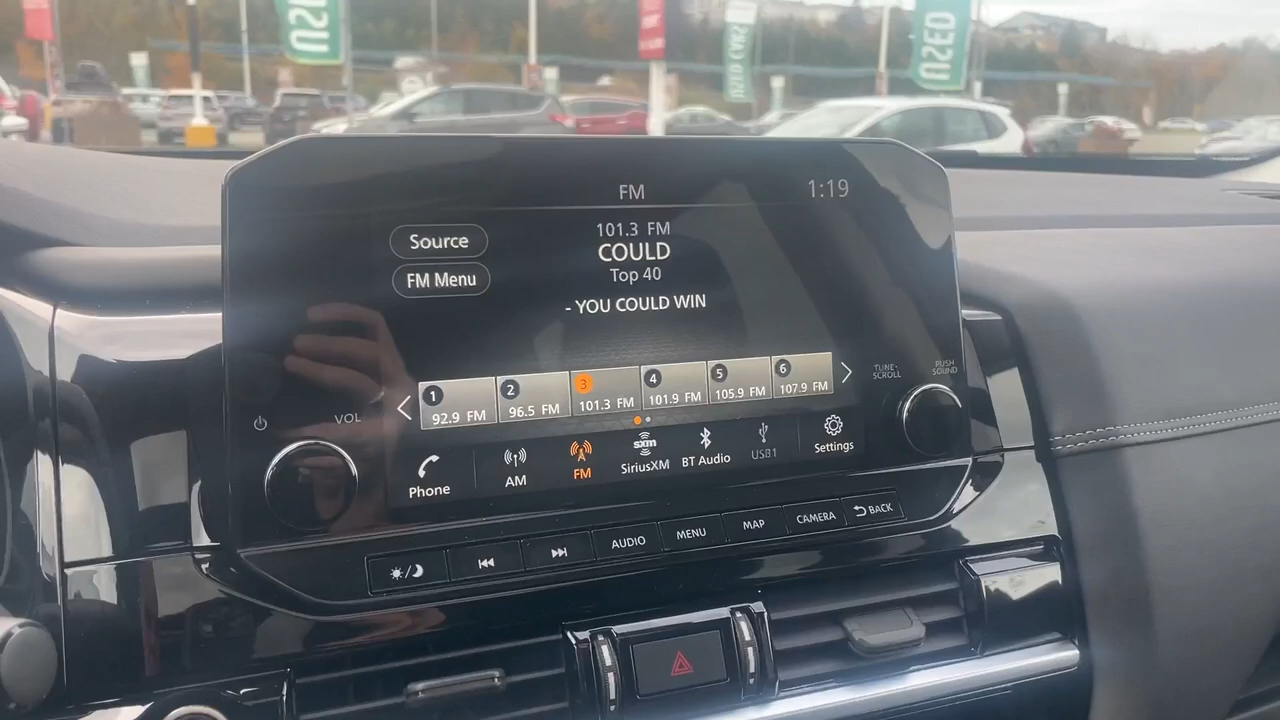 USED
USED
FM
1:19
Source
101.3 FM
COULD
FM Menu
Top 40
- YOU COULD WIN
1
92.9 FM
2
96.5 FM
3
101.3 FM
4
101.9 FM
5
105.9 FM
6
107.9 FM
TUNE-SCROLL
PUSH SOUND
VOL
Phone
AM
FM
sxm
SiriusXM
BT Audio
USB1
Settings
AUDIO
MENU
MAP
CAMERA
BACK